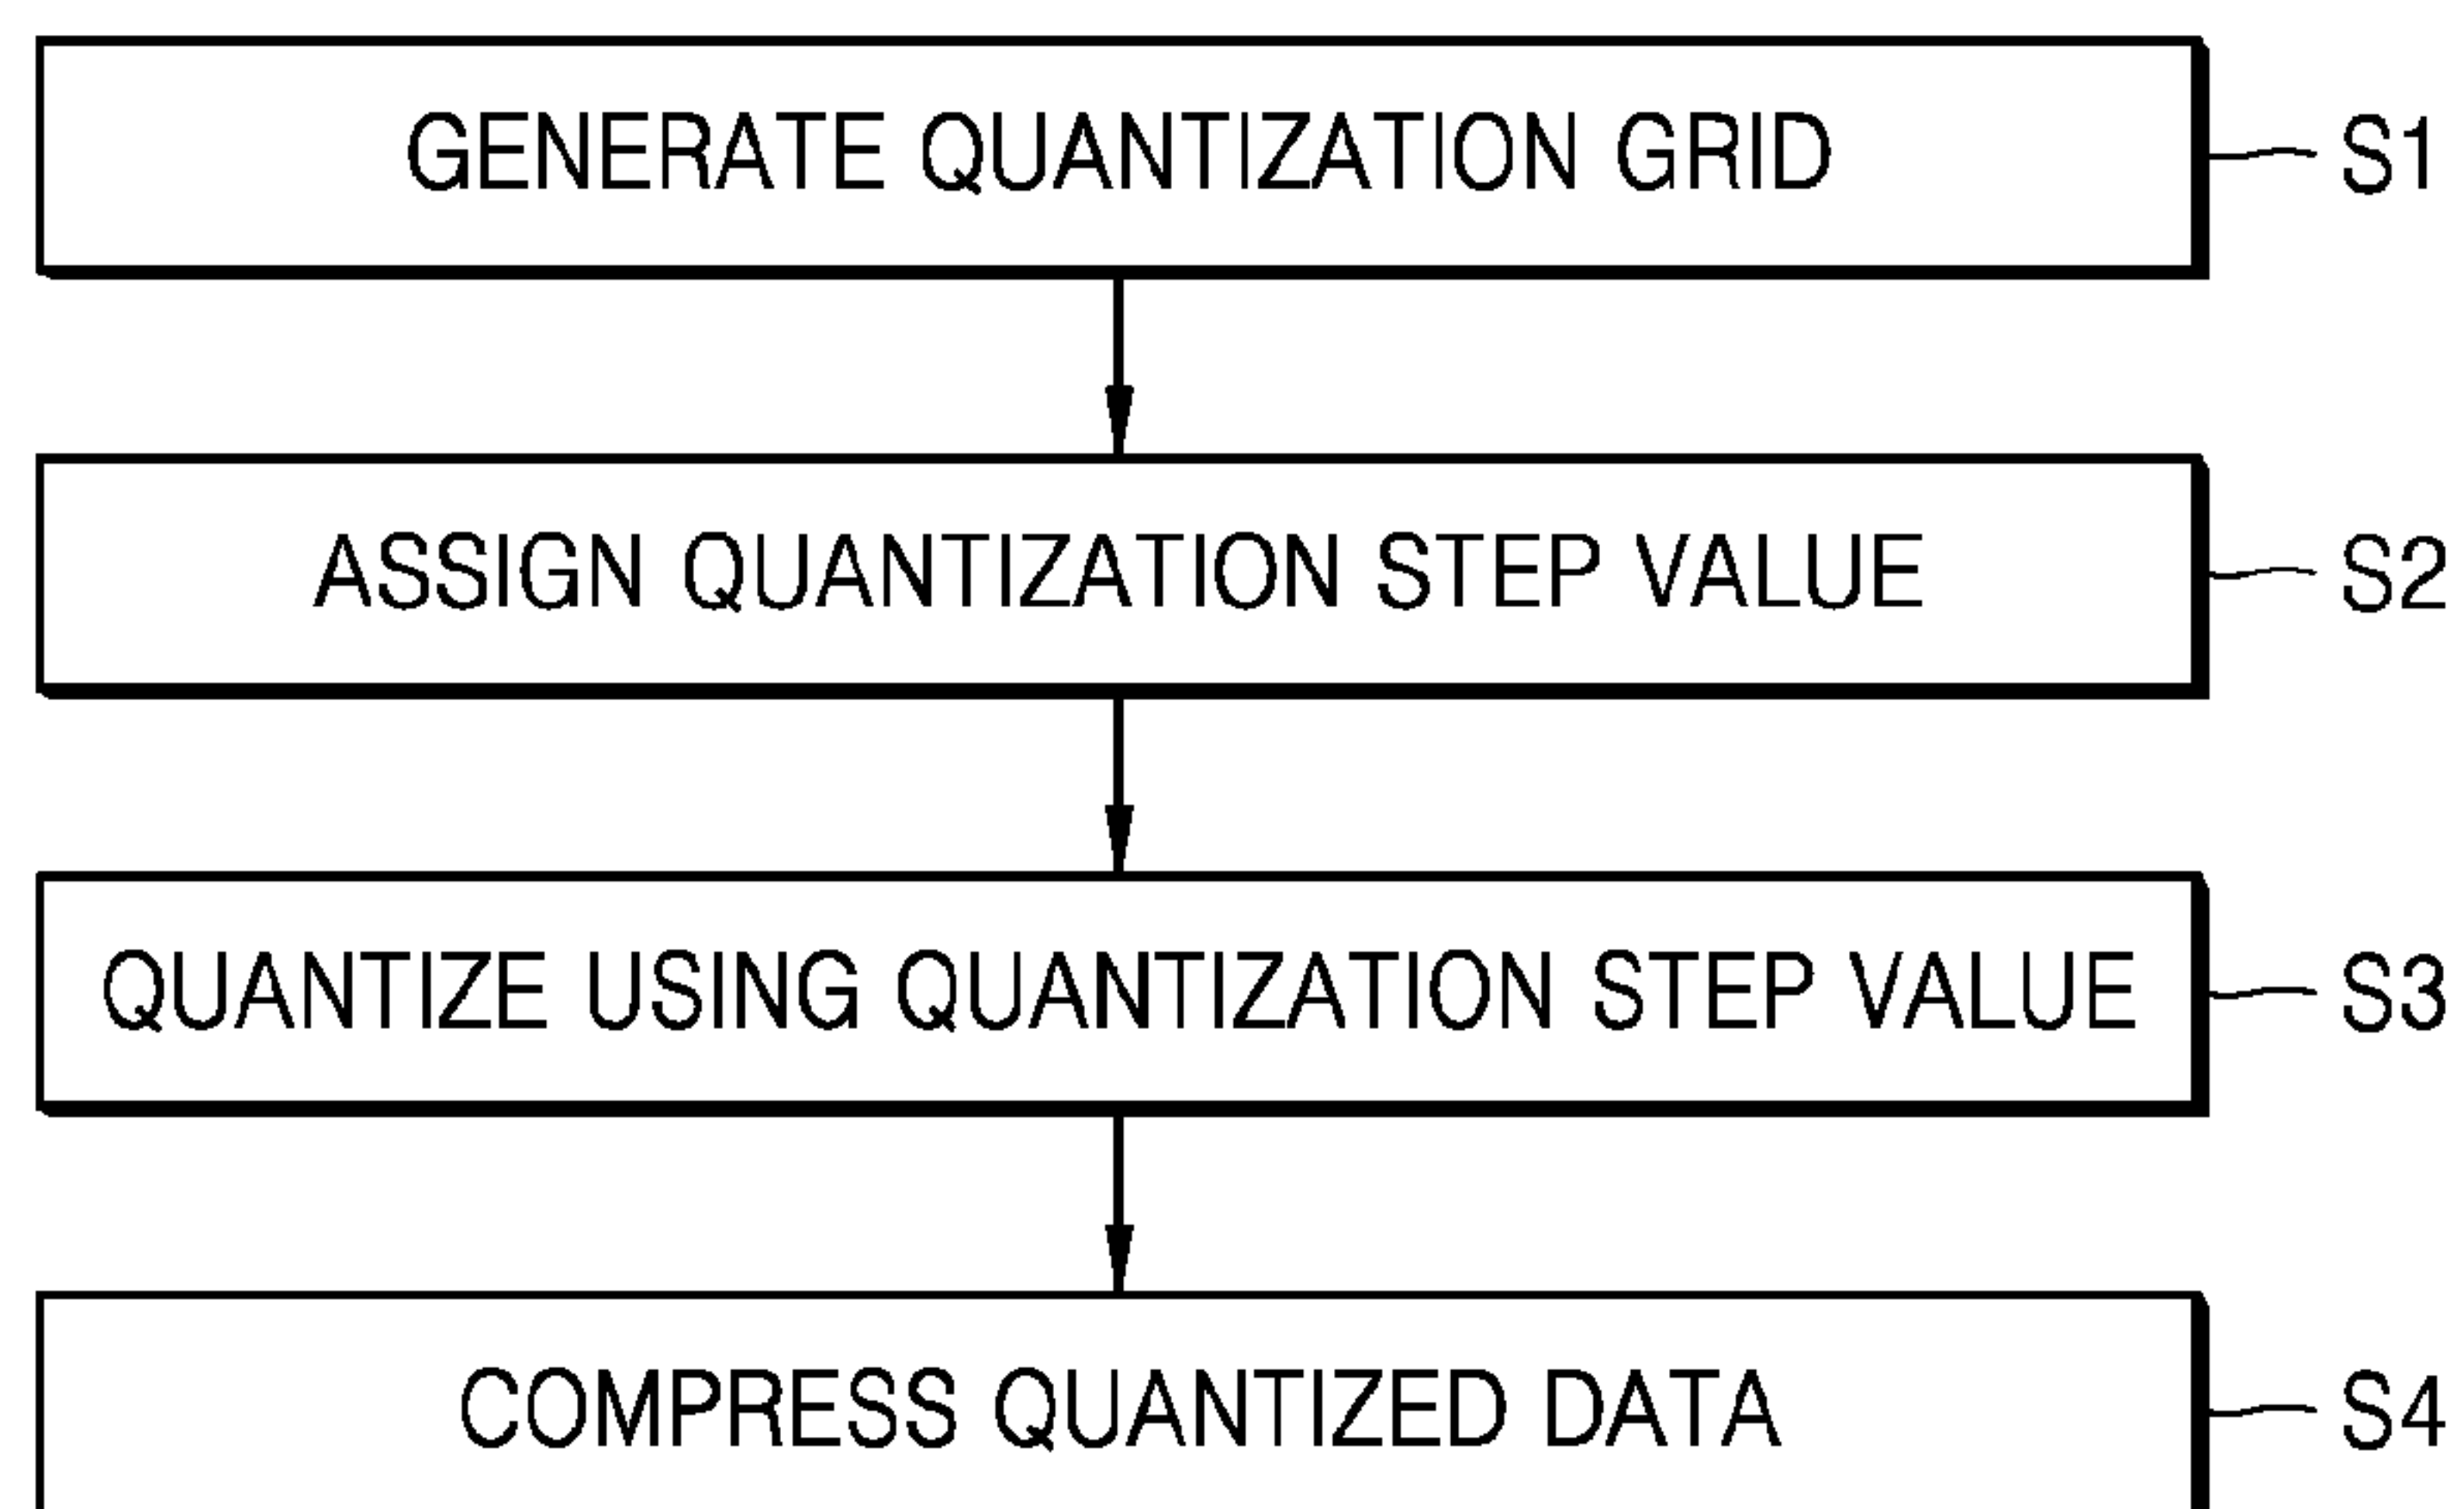 GENERATE QUANTIZATION GRID S1
ASSIGN QUANTIZATION STEP VALUE S2
QUANTIZE USING QUANTIZATION STEP VALUE S3
COMPRESS QUANTIZED DATA S4